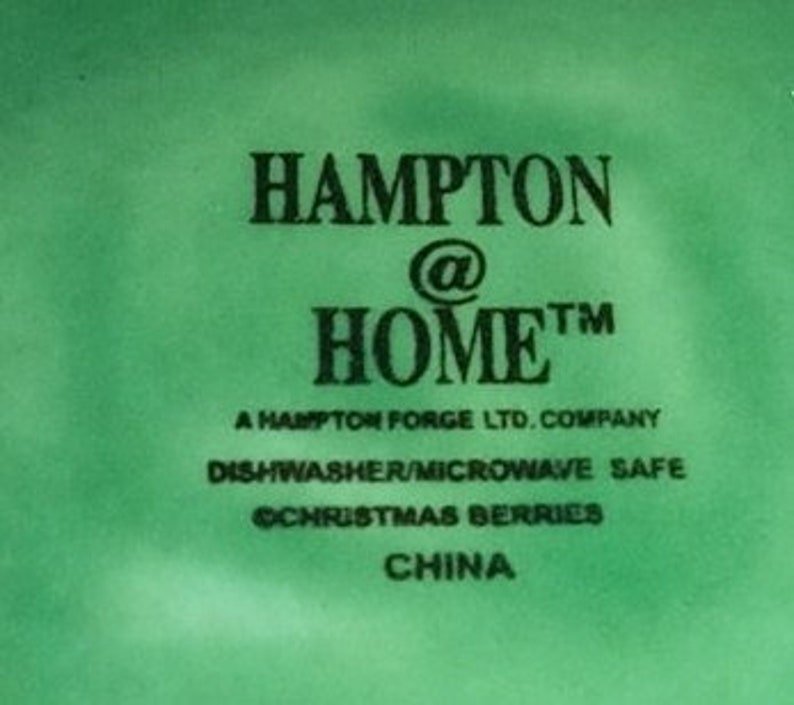 HAMPTON
@
HOME™
A HAMPTON FORGE LTD. COMPANY
DISHWASHER/MICROWAVE SAFE
©CHRISTMAS BERRIES
CHINA